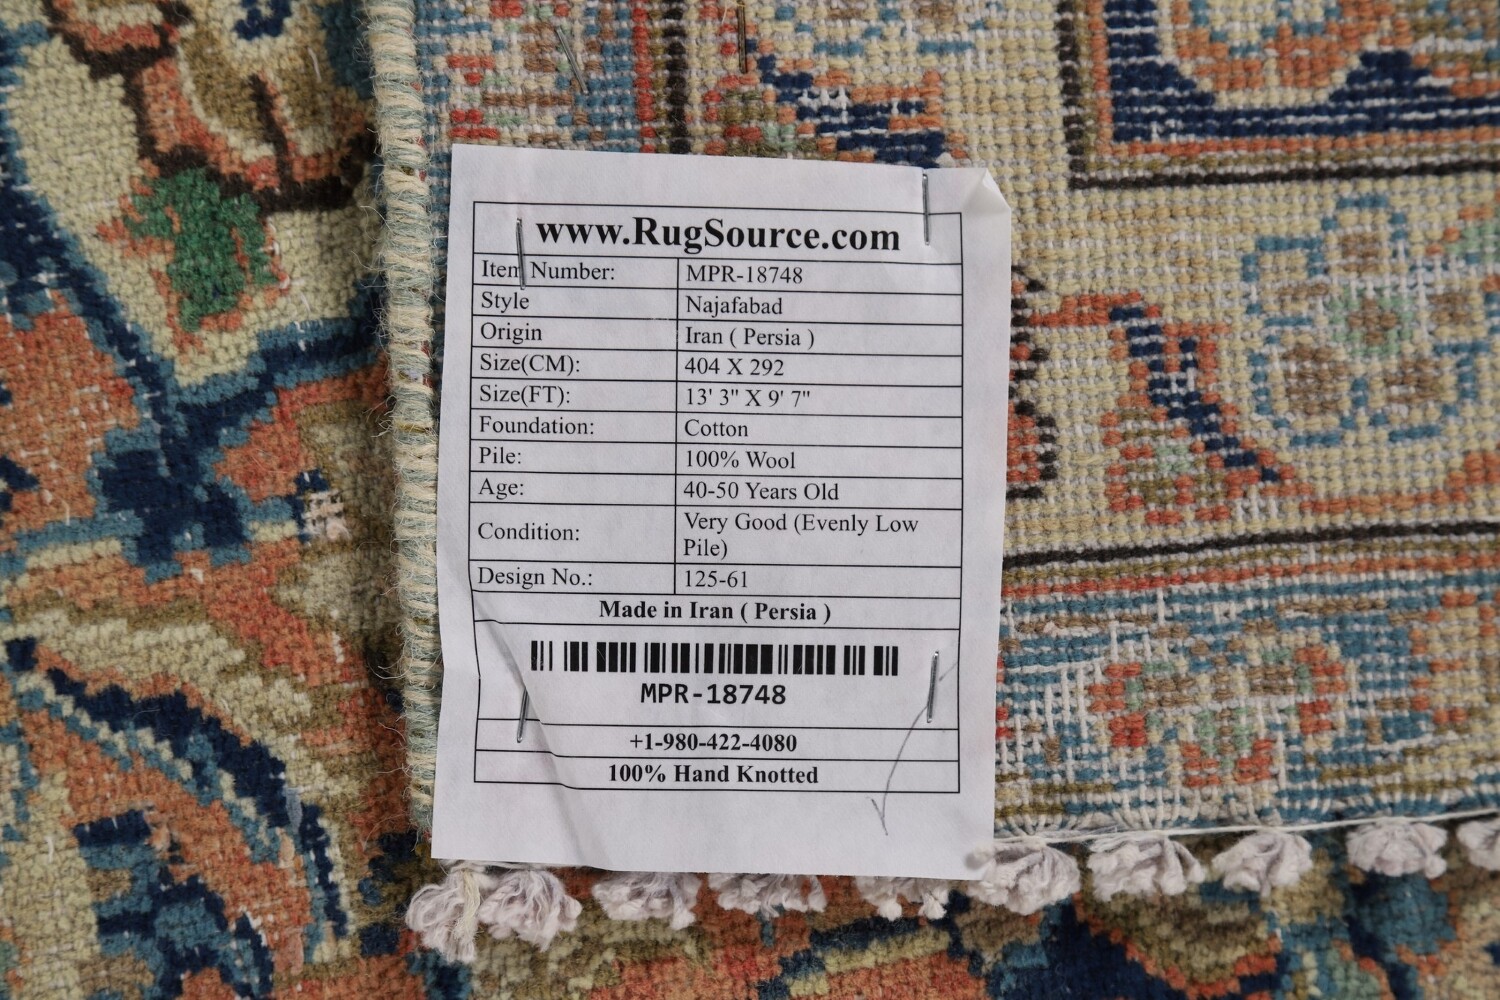 www.RugSource.com
Item Number: MPR-18748
Style Najafabad
Origin Iran ( Persia )
Size(CM): 404 X 292
Size(FT): 13' 3" X 9' 7"
Foundation: Cotton
Pile: 100% Wool
Age: 40-50 Years Old
Condition: Very Good (Evenly Low
Pile)
Design No.: 125-61
Made in Iran ( Persia )
MPR-18748
+1-980-422-4080
100% Hand Knotted